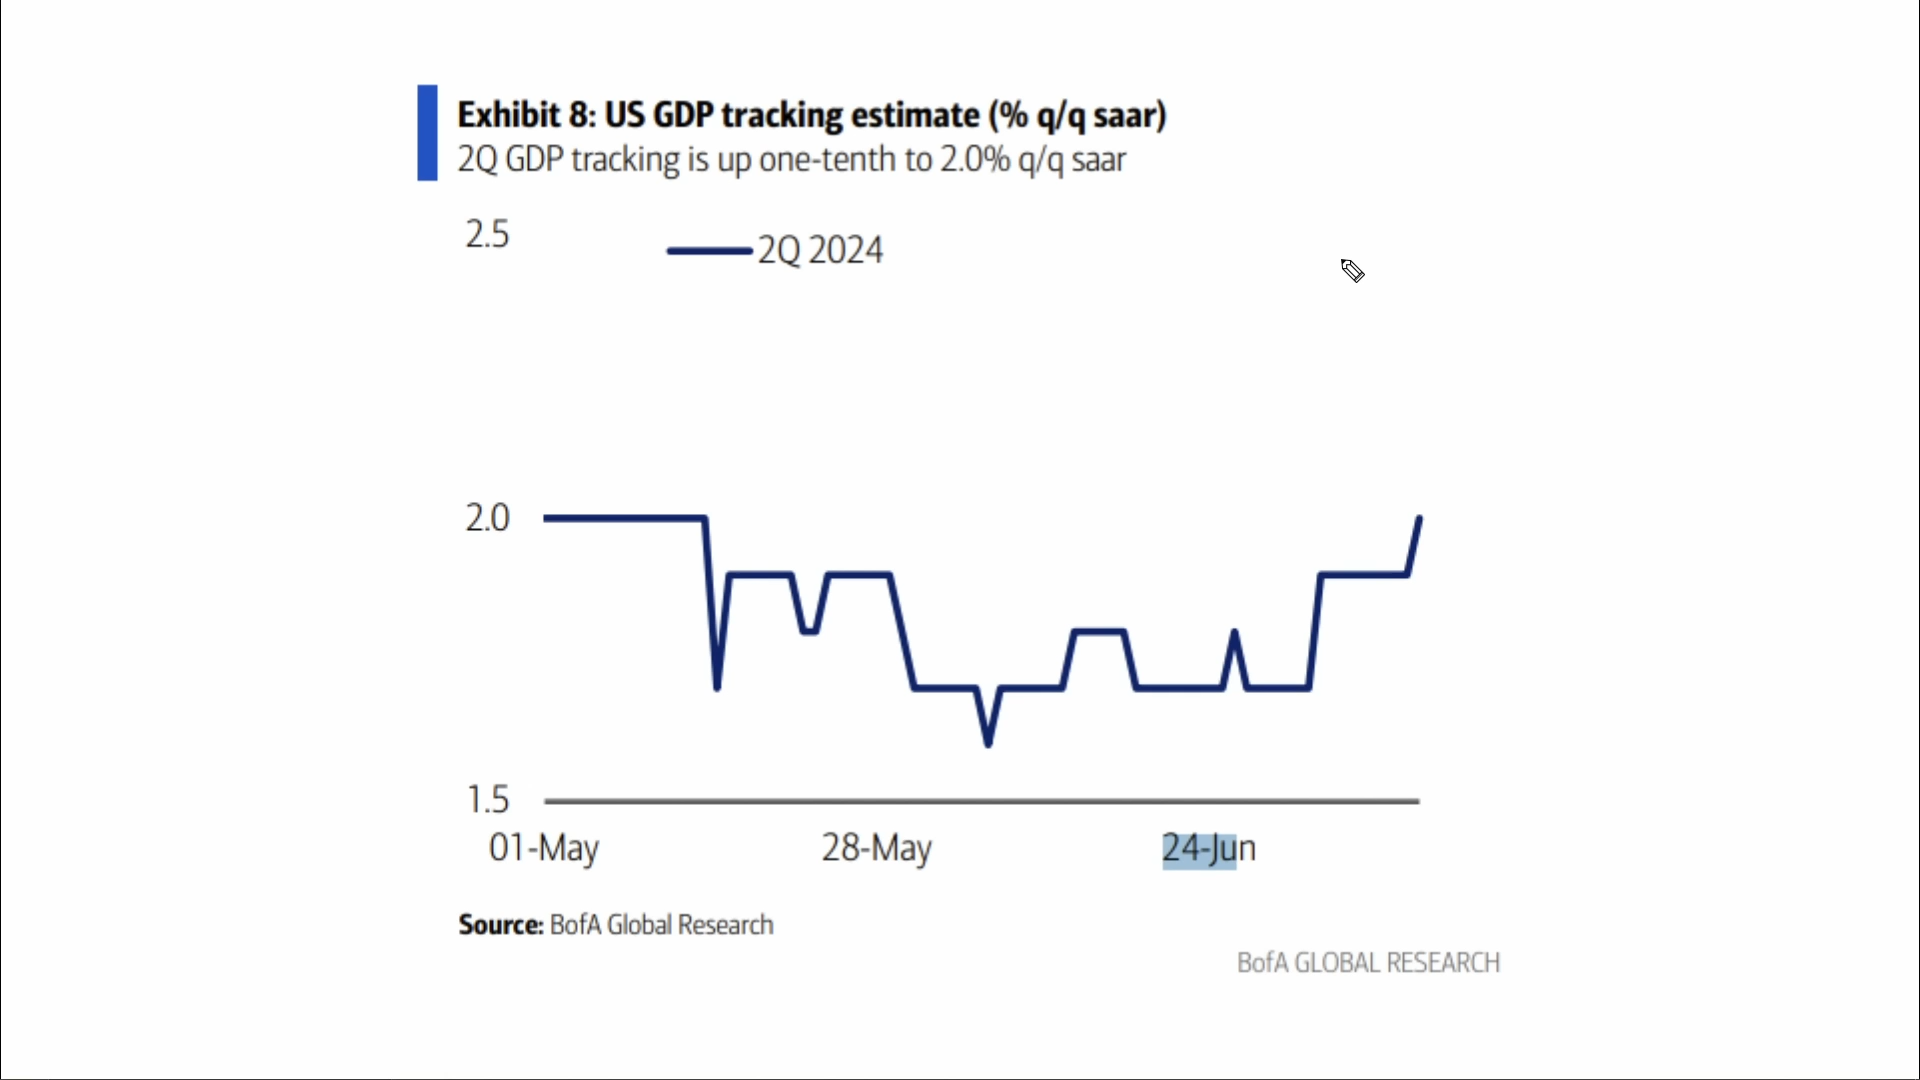 Exhibit 8: US GDP tracking estimate (% q/q saar)
2Q GDP tracking is up one-tenth to 2.0% q/q saar
2.5
2Q 2024
2.0
1.5
01-May
28-May
24-Jun
Source: BofA Global Research
BofA GLOBAL RESEARCH